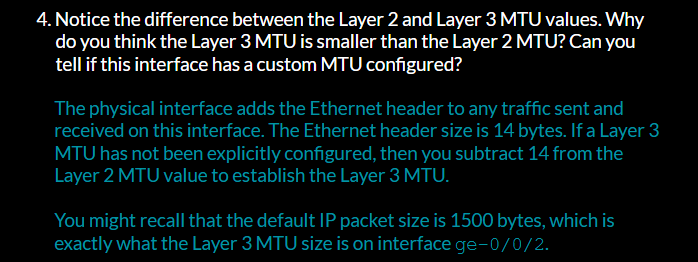 4. Notice the difference between the Layer 2 and Layer 3 MTU values. Why
do you think the Layer 3 MTU is smaller than the Layer 2 MTU? Can you
tell if this interface has a custom MTU configured?
The physical interface adds the Ethernet header to any traffic sent and
received on this interface. The Ethernet header size is 14 bytes. If a Layer 3
MTU has not been explicitly configured, then you subtract 14 from the
Layer 2 MTU value to establish the Layer 3 MTU.
You might recall that the default IP packet size is 1500 bytes, which is
exactly what the Layer 3 MTU size is on interface ge-0/0/2.